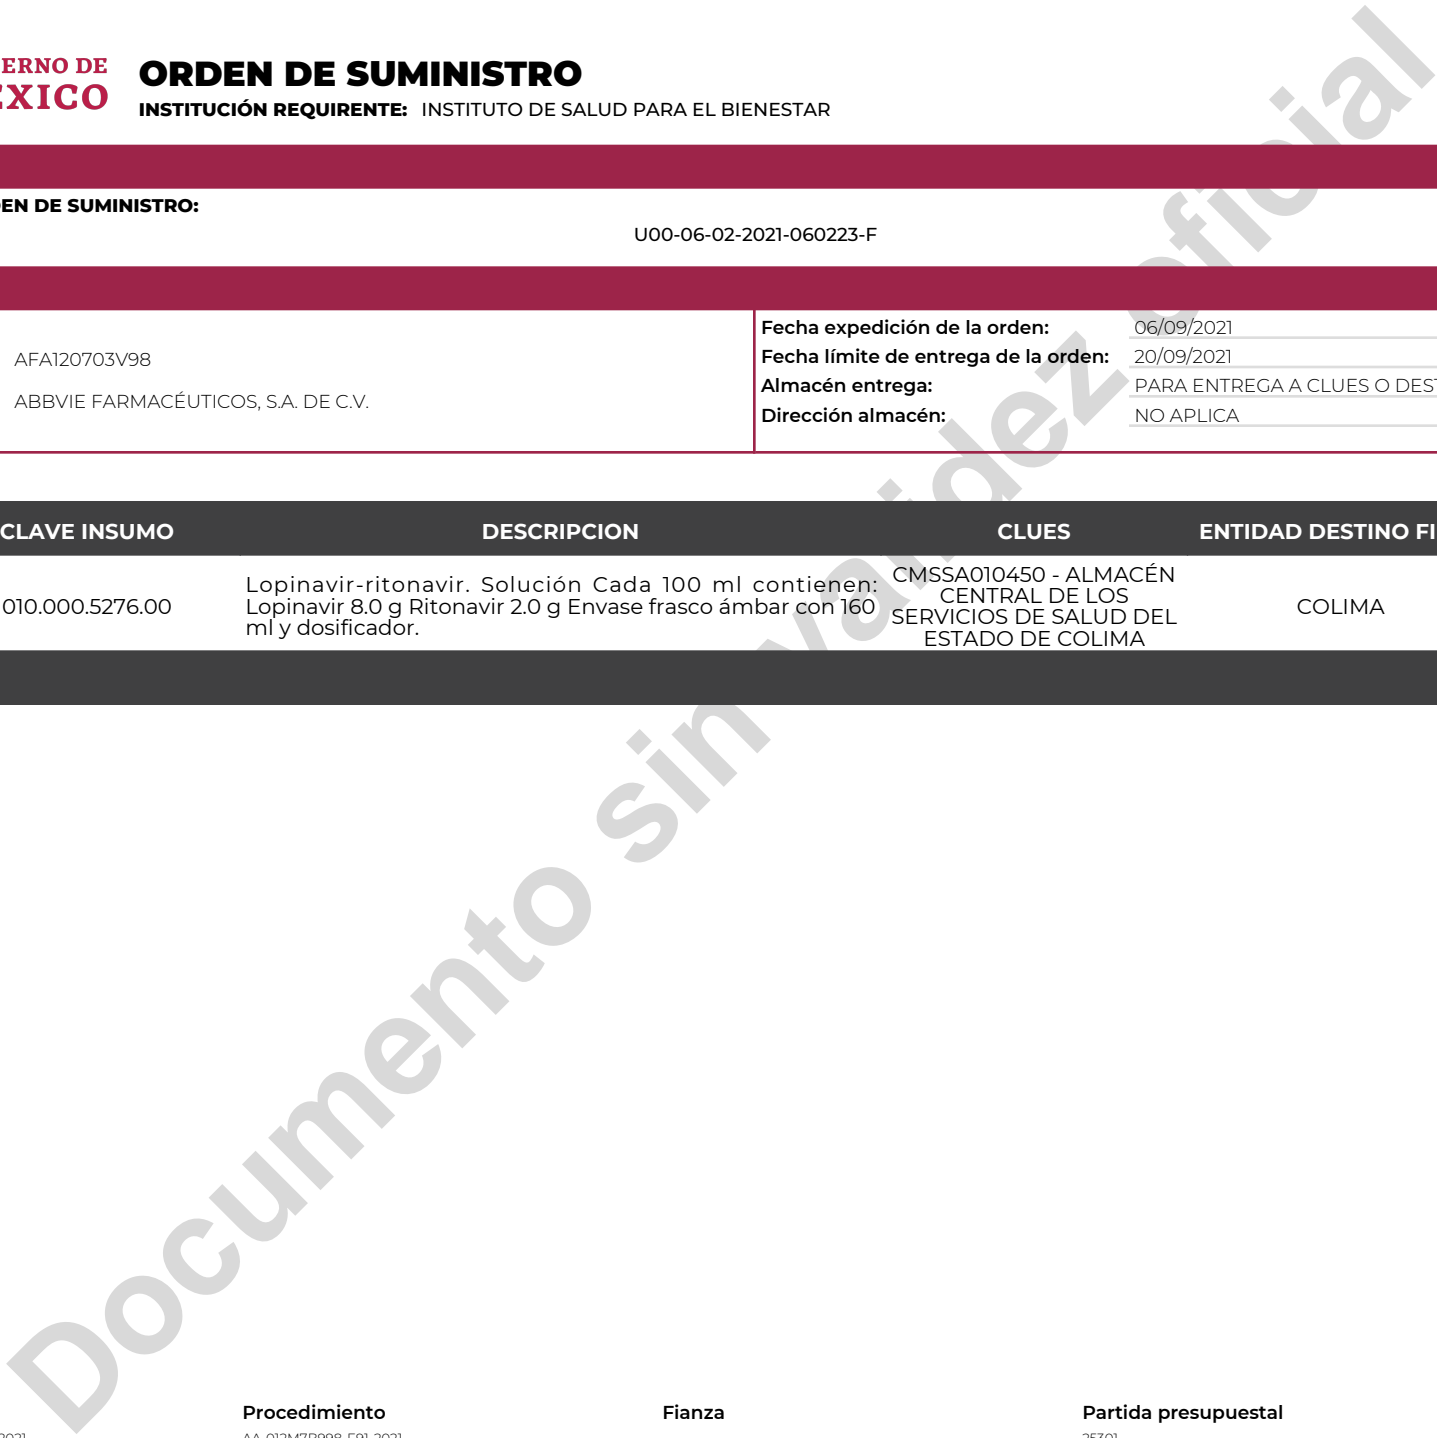 ERNO DE
ORDEN DE SUMINISTRO
INSTITUCIÓN REQUIRENTE: INSTITUTO DE SALUD PARA EL BIENESTAR
EN DE SUMINISTRO:
U00-06-02-2021-060223-F
AFA120703V98
ABBVIE FARMACÉUTICOS, S.A. DE C.V.
Fecha expedición de la orden: 06/09/2021
Fecha límite de entrega de la orden: 20/09/2021
Almacén entrega: PARA ENTREGA A CLUES O DEST
Dirección almacén: NO APLICA
CLAVE INSUMO DESCRIPCION CLUES ENTIDAD DESTINO FI
010.000.5276.00
Lopinavir-ritonavir. Solución Cada 100 ml contienen:
Lopinavir 8.0 g Ritonavir 2.0 g Envase frasco ámbar con 160
ml y dosificador.
CMSSA010450 - ALMACÉN
CENTRAL DE LOS
SERVICIOS DE SALUD DEL
ESTADO DE COLIMA
COLIMA
Documento sin validez oficial
Procedimiento Fianza Partida presupuestal